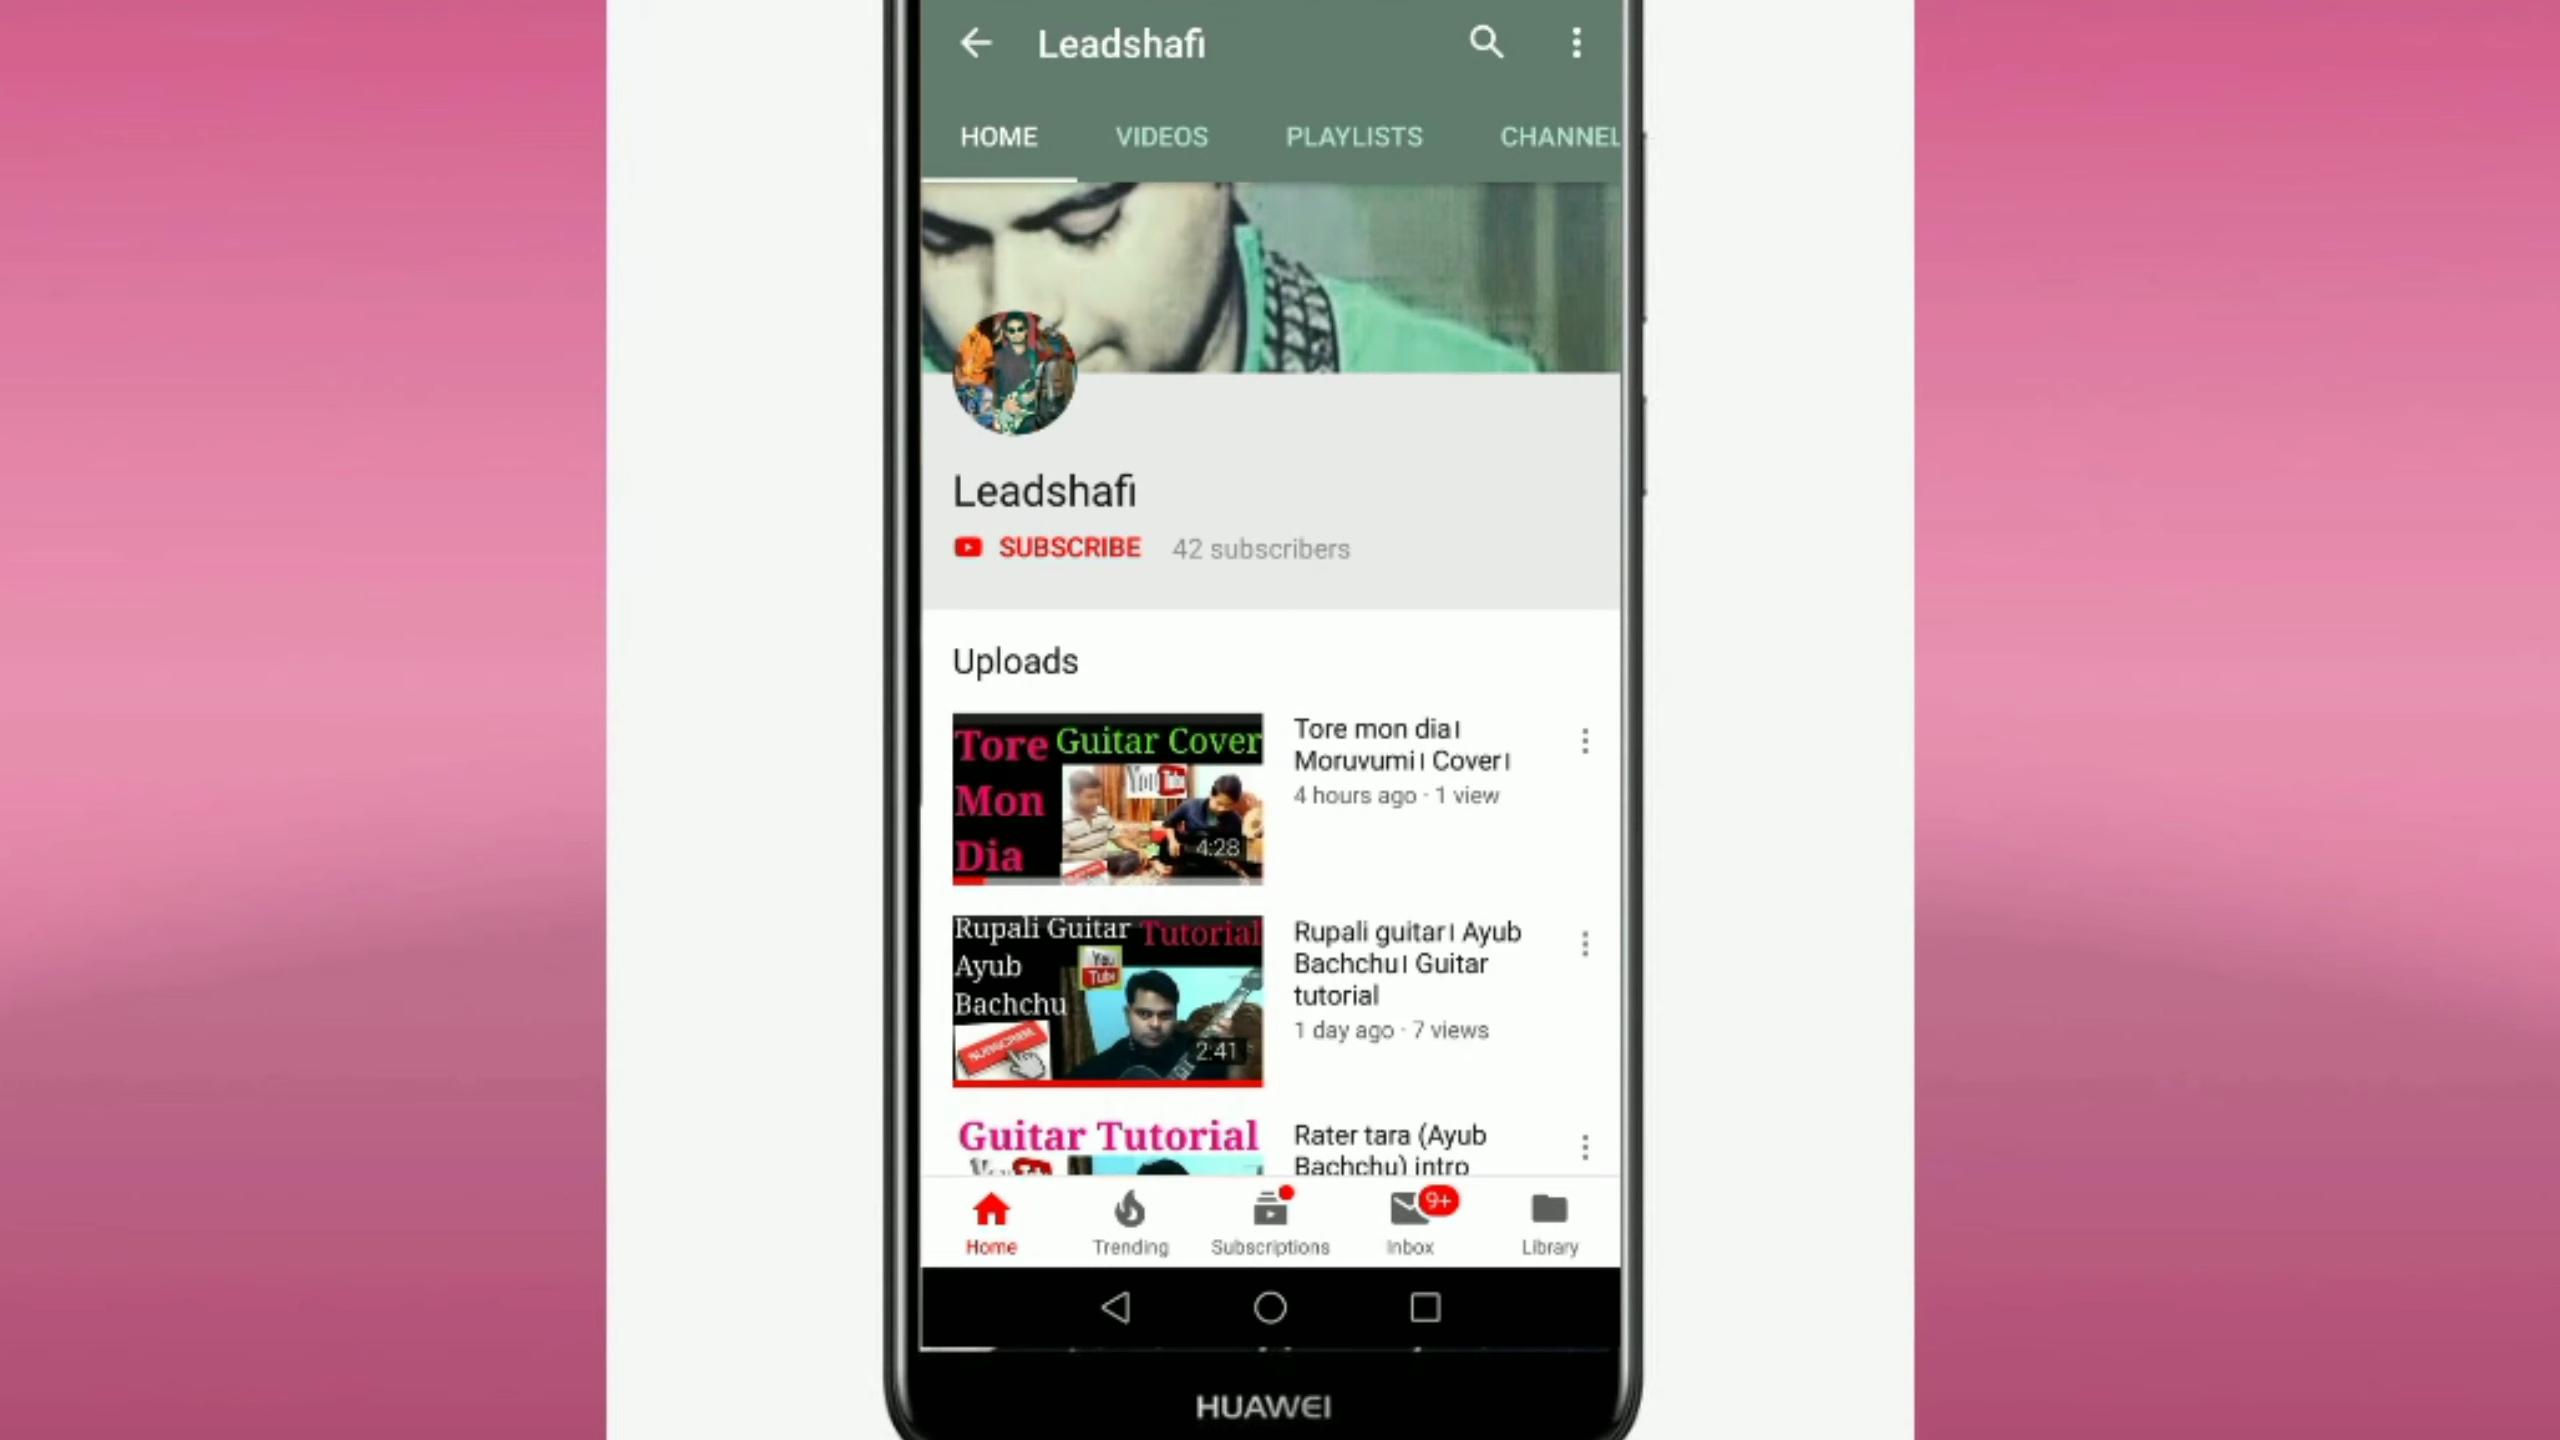 Leadshafi
HOME VIDEOS PLAYLISTS CHANNEL
Leadshafi
SUBSCRIBE 42 subscribers
Uploads
Tore Guitar Cover
Mon
Dia
4:28
Tore mon dia।
Moruvumi। Cover।
4 hours ago · 1 view
Rupali Guitar Tutorial
Ayub
Bachchu
You
Tube
SUBSCRIBE
2:41
Rupali guitar। Ayub
Bachchu। Guitar
tutorial
1 day ago · 7 views
Guitar Tutorial
Rater tara (Ayub
Bachchu) intro
9+
Home Trending Subscriptions Inbox Library
HUAWEI